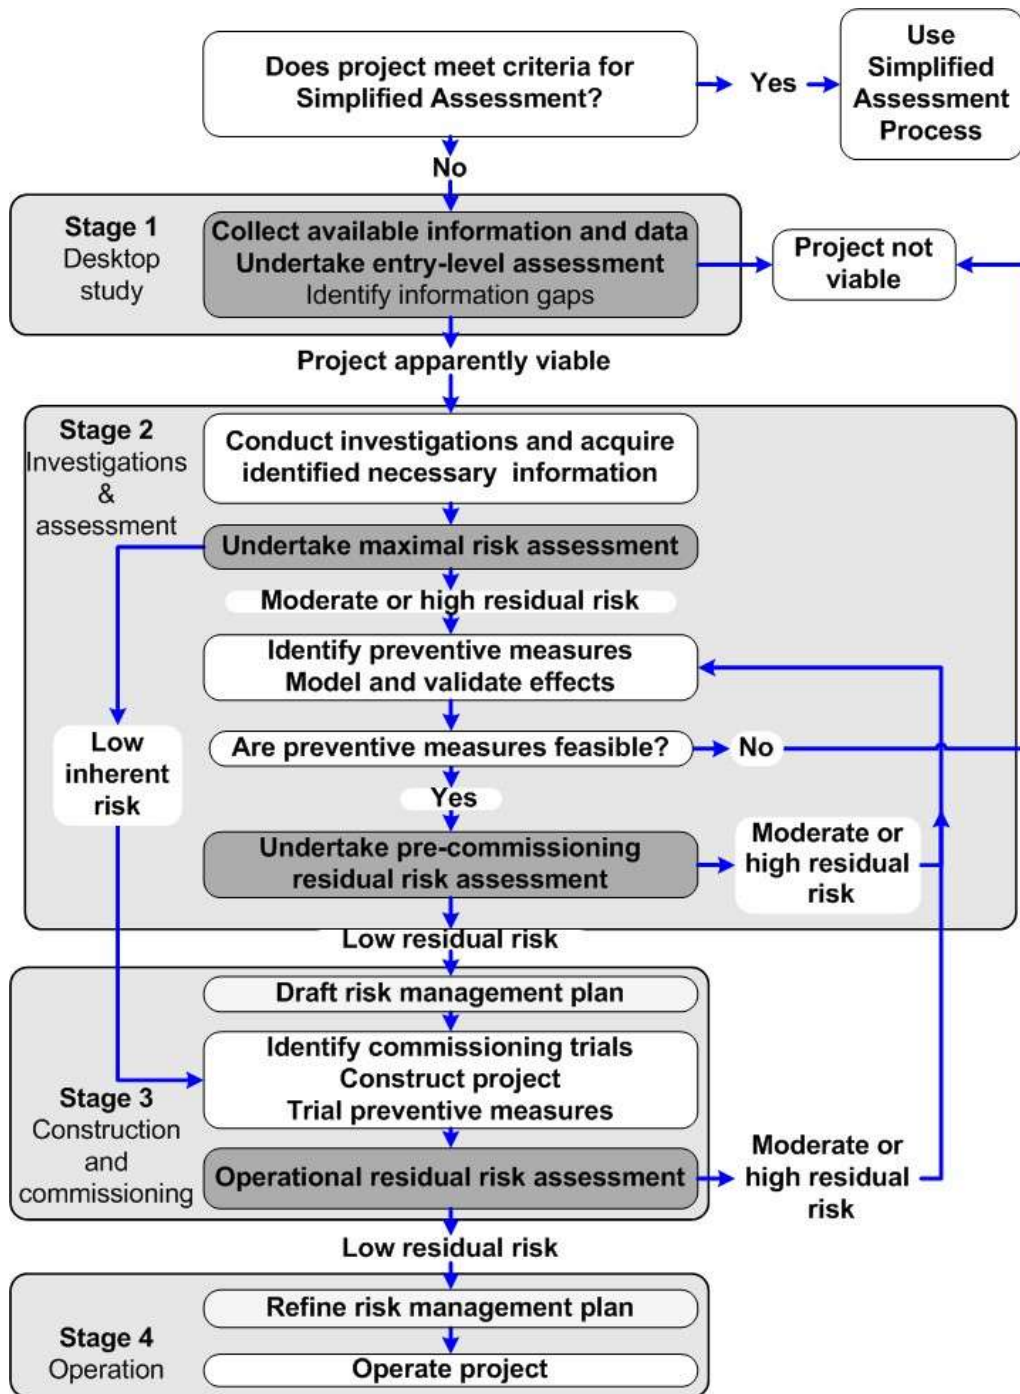 Does project meet criteria for
Simplified Assessment?
Yes
Use
Simplified
Assessment
Process
No
Stage 1
Desktop
study
Collect available information and data
Undertake entry-level assessment
Identify information gaps
Project not
viable
Project apparently viable
Stage 2
Investigations
&
assessment
Conduct investigations and acquire
identified necessary information
Undertake maximal risk assessment
Moderate or high residual risk
Identify preventive measures
Model and validate effects
Low
inherent
risk
Are preventive measures feasible?
No
Yes
Undertake pre-commissioning
residual risk assessment
Moderate or
high residual
risk
Low residual risk
Draft risk management plan
Identify commissioning trials
Construct project
Trial preventive measures
Stage 3
Construction
and
commissioning
Operational residual risk assessment
Moderate or
high residual
risk
Low residual risk
Stage 4
Operation
Refine risk management plan
Operate project